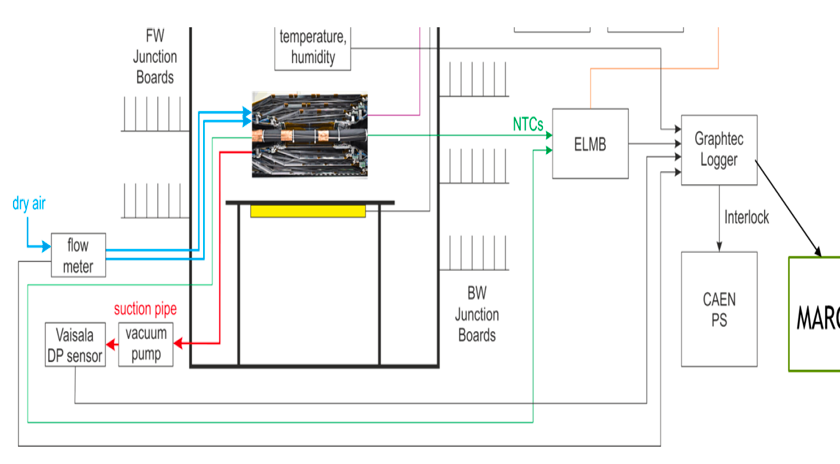 FW
Junction
Boards
temperature,
humidity
NTCs
ELMB
Graphtec
Logger
dry air
flow
meter
Interlock
suction pipe
Vaisala
DP sensor
vacuum
pump
BW
Junction
Boards
CAEN
PS